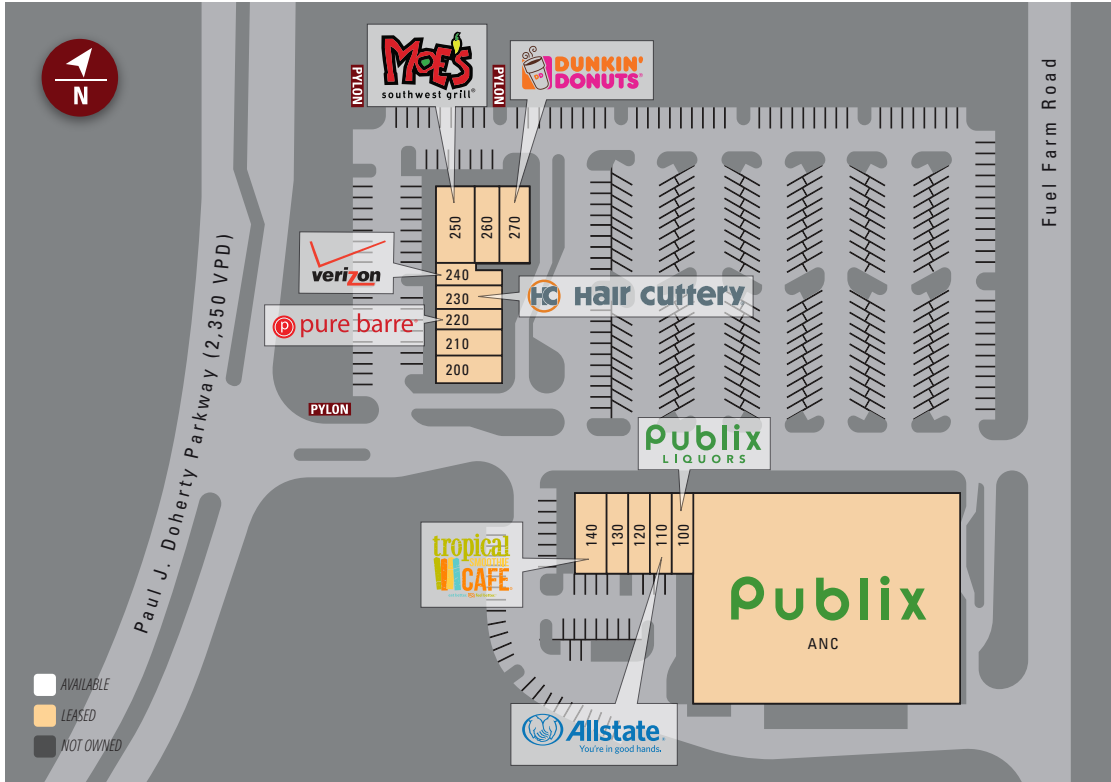 N
MOE'S
southwest grill®
PYLON
PYLON
DUNKIN'
DONUTS®
Fuel Farm Road
250
260
270
verizon
240
230
Hc Hair cuttery
p pure barre
220
210
200
PYLON
Paul J. Doherty Parkway (2,350 VPD)
Publix
LIQUORS
140
130
120
110
100
tropical
CAFE
Publix
ANC
Allstate
You're in good hands.
AVAILABLE
LEASED
NOT OWNED